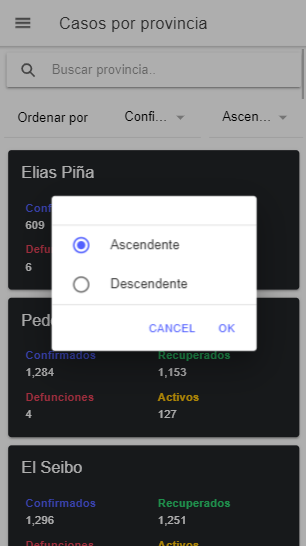 Casos por provincia
Buscar provincia..
Ordenar por Confi... Ascen...
Elias Piña
609
Defun
6
Ascendente
Descendente
CANCEL OK
Confirmados Recuperados
1,284 1,153
Defunciones Activos
4 127
El Seibo
Confirmados Recuperados
1,296 1,251
Defunciones Activos